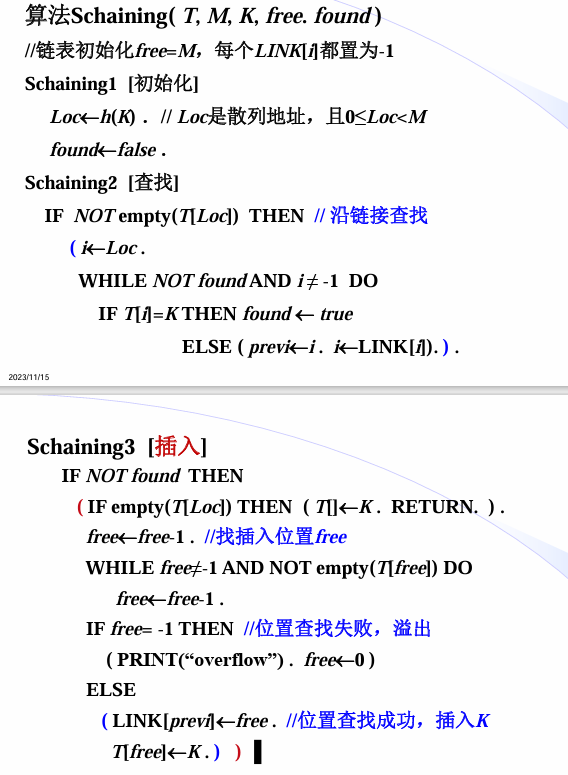 算法Schaining( T, M, K, free. found )
//链表初始化free=M，每个LINK[i]都置为-1
Schaining1 [初始化]
Loc←h(K) . // Loc是散列地址，且0≤Loc<M
found←false .
Schaining2 [查找]
IF NOT empty(T[Loc]) THEN // 沿链接查找
( i←Loc .
WHILE NOT found AND i ≠ -1 DO
IF T[i]=K THEN found ← true
ELSE ( previ←i . i←LINK[i]). ) .
2023/11/15
Schaining3 [插入]
IF NOT found THEN
( IF empty(T[Loc]) THEN ( T[]←K . RETURN. ) .
free←free-1 . //找插入位置free
WHILE free≠-1 AND NOT empty(T[free]) DO
free←free-1 .
IF free= -1 THEN //位置查找失败，溢出
( PRINT(“overflow”) . free←0 )
ELSE
( LINK[previ]←free . //位置查找成功，插入K
T[free]←K . ) ) ▌